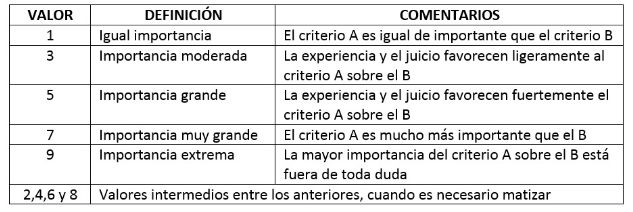 VALOR DEFINICIÓN COMENTARIOS
1 Igual importancia El criterio A es igual de importante que el criterio B
3 Importancia moderada La experiencia y el juicio favorecen ligeramente al
criterio A sobre el B
5 Importancia grande La experiencia y el juicio favorecen fuertemente el
criterio A sobre el B
7 Importancia muy grande El criterio A es mucho más importante que el B
9 Importancia extrema La mayor importancia del criterio A sobre el B está
fuera de toda duda
2,4,6 y 8 Valores intermedios entre los anteriores, cuando es necesario matizar